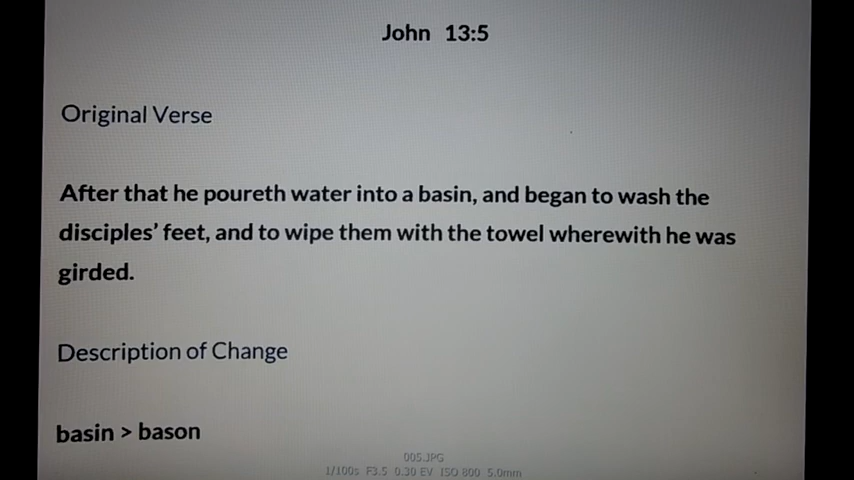 John 13:5
Original Verse
After that he poureth water into a basin, and began to wash the
disciples’ feet, and to wipe them with the towel wherewith he was
girded.
Description of Change
basin > bason
005.JPG
1/100s F3.5 0.30 EV ISO 800 5.0mm